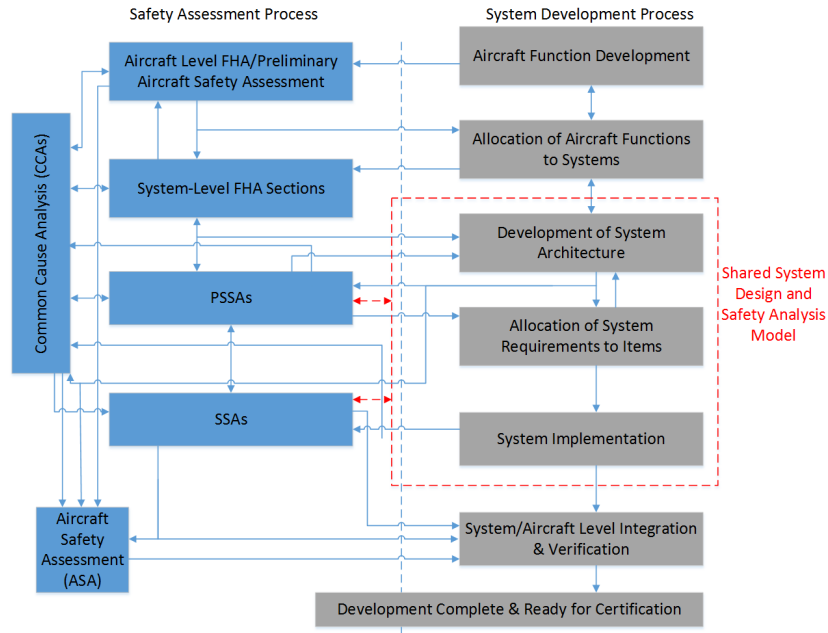 Safety Assessment Process
System Development Process
Aircraft Level FHA/Preliminary
Aircraft Safety Assessment
Aircraft Function Development
Allocation of Aircraft Functions
to Systems
Common Cause Analysis (CCAs)
System-Level FHA Sections
Development of System
Architecture
Shared System
Design and
Safety Analysis
Model
PSSAs
Allocation of System
Requirements to Items
SSAs
System Implementation
Aircraft
Safety
Assessment
(ASA)
System/Aircraft Level Integration
& Verification
Development Complete & Ready for Certification